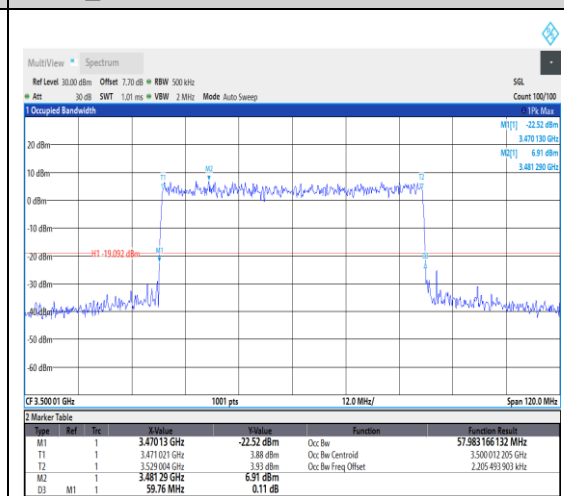 MultiView Spectrum
Ref Level 30.00 dBm Offset 7.70 dB RBW 500 kHz SGL
Att 30 dB SWT 1.01 ms VBW 2 MHz Mode Auto Sweep Count 100/100
1 Occupied Bandwidth 1Pk Max
M1[1] -22.52 dBm
3.470 130 GHz
M2[1] 6.91 dBm
3.481 290 GHz
20 dBm
10 dBm
T1 M2 T2
0 dBm
-10 dBm
-20 dBm H1 -19.092 dBm M1
-30 dBm
-40 dBm
-50 dBm
-60 dBm
CF 3.500 01 GHz 1001 pts 12.0 MHz/ Span 120.0 MHz
2 Marker Table
Type Ref Trc X-Value Y-Value Function Function Result
M1 1 3.470 13 GHz -22.52 dBm Occ Bw 57.983 166 132 MHz
T1 1 3.471 021 GHz 3.88 dBm Occ Bw Centroid 3.500 012 205 GHz
T2 1 3.529 004 GHz 3.93 dBm Occ Bw Freq Offset 2.205 493 903 kHz
M2 1 3.481 29 GHz 6.91 dBm
D3 M1 1 59.76 MHz 0.11 dB